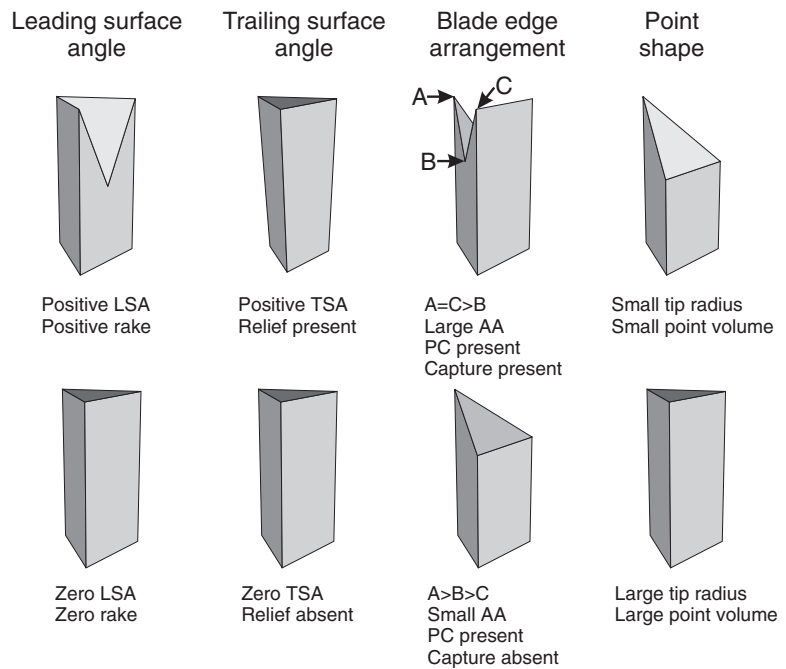 Leading surface
angle
Trailing surface
angle
Blade edge
arrangement
Point
shape
A
C
B
Positive LSA
Positive rake
Positive TSA
Relief present
A=C>B
Large AA
PC present
Capture present
Small tip radius
Small point volume
Zero LSA
Zero rake
Zero TSA
Relief absent
A>B>C
Small AA
PC present
Capture absent
Large tip radius
Large point volume